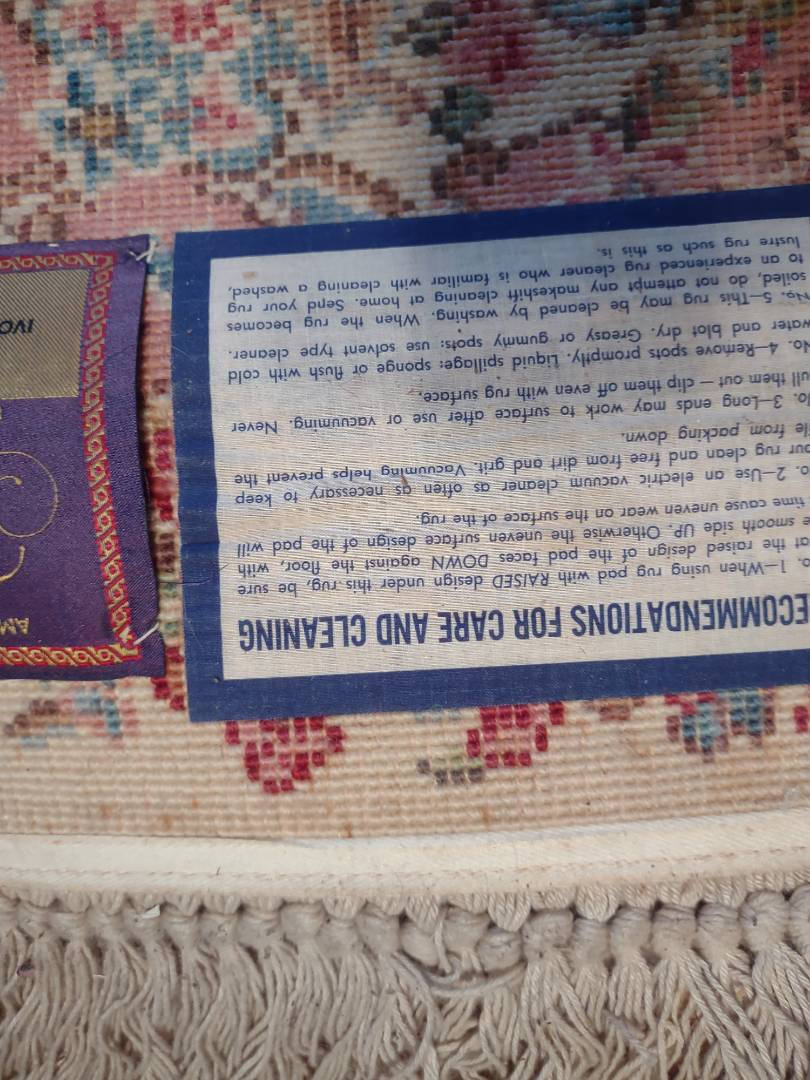 ECOMMENDATIONS FOR CARE AND CLEANING
o. 1—When using rug pad with RAISED design under this rug, be sure
at the raised design of the pad faces DOWN against the floor, with
e smooth side UP. Otherwise the uneven surface design of the pad will
time cause uneven wear on the surface of the rug.
o. 2—Use an electric vacuum cleaner as often as necessary to keep
our rug clean and free from dirt and grit. Vacuuming helps prevent the
ile from packing down.
No. 3—Long ends may work to surface after use or vacuuming. Never
ull them out — clip them off even with rug surface.
No. 4—Remove spots promptly. Liquid spillage: sponge or flush with cold
water and blot dry. Greasy or gummy spots: use solvent type cleaner.
No. 5—This rug may be cleaned by washing. When the rug becomes
soiled, do not attempt any makeshift cleaning at home. Send your rug
to an experienced rug cleaner who is familiar with cleaning a washed,
lustre rug such as this is.
AM
IVO